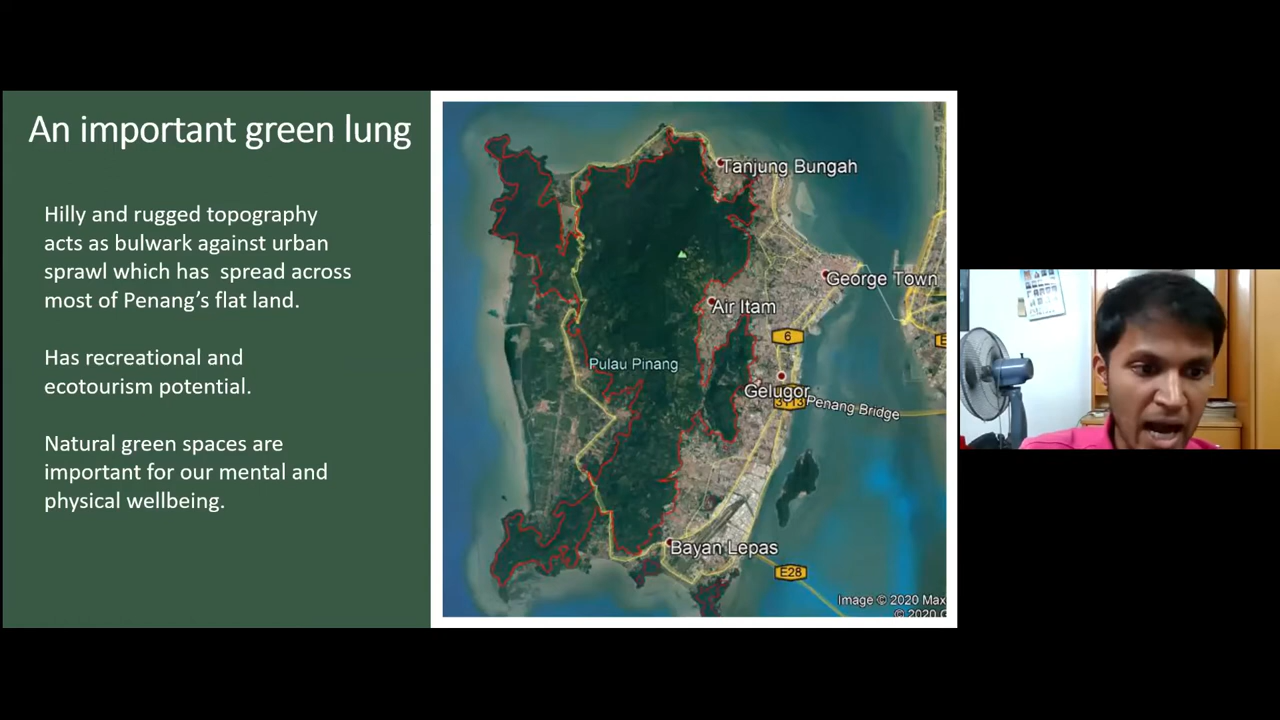 An important green lung
Hilly and rugged topography
acts as bulwark against urban
sprawl which has spread across
most of Penang's flat land.
Has recreational and
ecotourism potential.
Natural green spaces are
important for our mental and
physical wellbeing.
Tanjung Bungah
George Town
Air Itam
6
Pulau Pinang
Gelugor
3113
Penang Bridge
Bayan Lepas
E28
Image © 2020 Max
© 2020